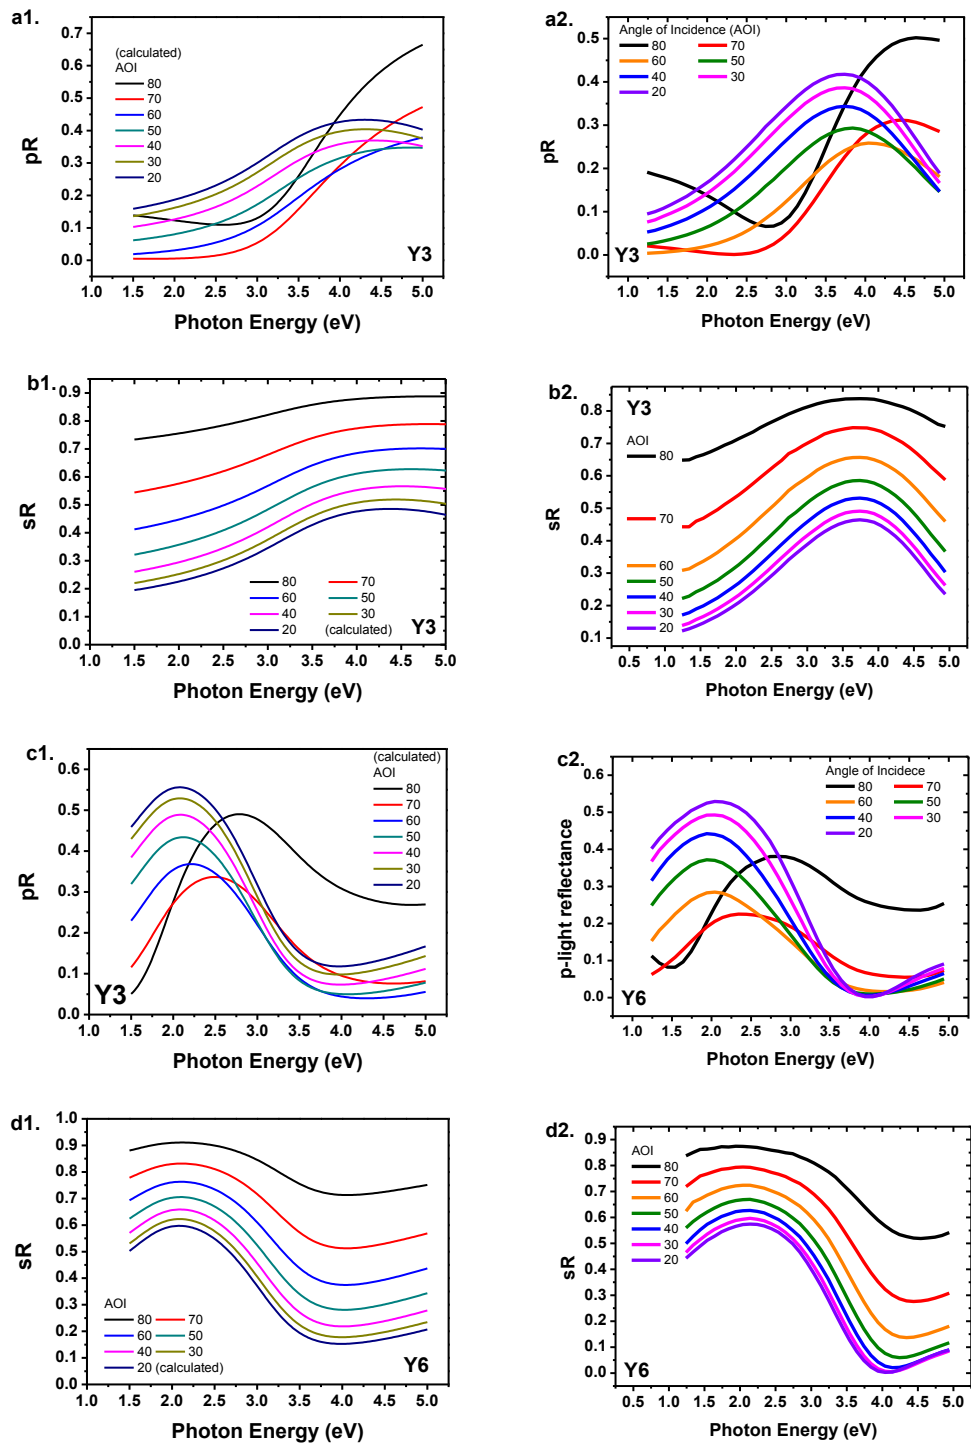 a1.
0.7
0.6
0.5
0.4
0.3
0.2
0.1
0.0
pR
(calculated)
AOI
80
70
60
50
40
30
20
Y3
1.0 1.5 2.0 2.5 3.0 3.5 4.0 4.5 5.0
Photon Energy (eV)
a2.
0.5
0.4
0.3
0.2
0.1
0.0
pR
Angle of Incidence (AOI)
80 70
60 50
40 30
20
Y3
1.0 1.5 2.0 2.5 3.0 3.5 4.0 4.5 5.0
Photon Energy (eV)
b1.
0.9
0.8
0.7
0.6
0.5
0.4
0.3
0.2
0.1
0.0
sR
80 70
60 50
40 30
20 (calculated)
Y3
1.0 1.5 2.0 2.5 3.0 3.5 4.0 4.5 5.0
Photon Energy (eV)
b2.
0.8
0.7
0.6
0.5
0.4
0.3
0.2
0.1
sR
Y3
AOI
80
70
60
50
40
30
20
0.5 1.0 1.5 2.0 2.5 3.0 3.5 4.0 4.5 5.0
Photon Energy (eV)
c1.
0.6
0.5
0.4
0.3
0.2
0.1
0.0
pR
(calculated)
AOI
80
70
60
50
40
30
20
Y3
1.0 1.5 2.0 2.5 3.0 3.5 4.0 4.5 5.0
Photon Energy (eV)
c2.
0.6
0.5
0.4
0.3
0.2
0.1
0.0
p-light reflectance
Angle of Incidece
80 70
60 50
40 30
20
Y6
1.0 1.5 2.0 2.5 3.0 3.5 4.0 4.5 5.0
Photon Energy (eV)
d1.
1.0
0.9
0.8
0.7
0.6
0.5
0.4
0.3
0.2
0.1
0.0
sR
AOI
80 70
60 50
40 30
20 (calculated)
Y6
1.0 1.5 2.0 2.5 3.0 3.5 4.0 4.5 5.0
Photon Energy (eV)
d2.
0.9
0.8
0.7
0.6
0.5
0.4
0.3
0.2
0.1
0.0
sR
AOI
80
70
60
50
40
30
20
Y6
0.5 1.0 1.5 2.0 2.5 3.0 3.5 4.0 4.5 5.0
Photon Energy (eV)